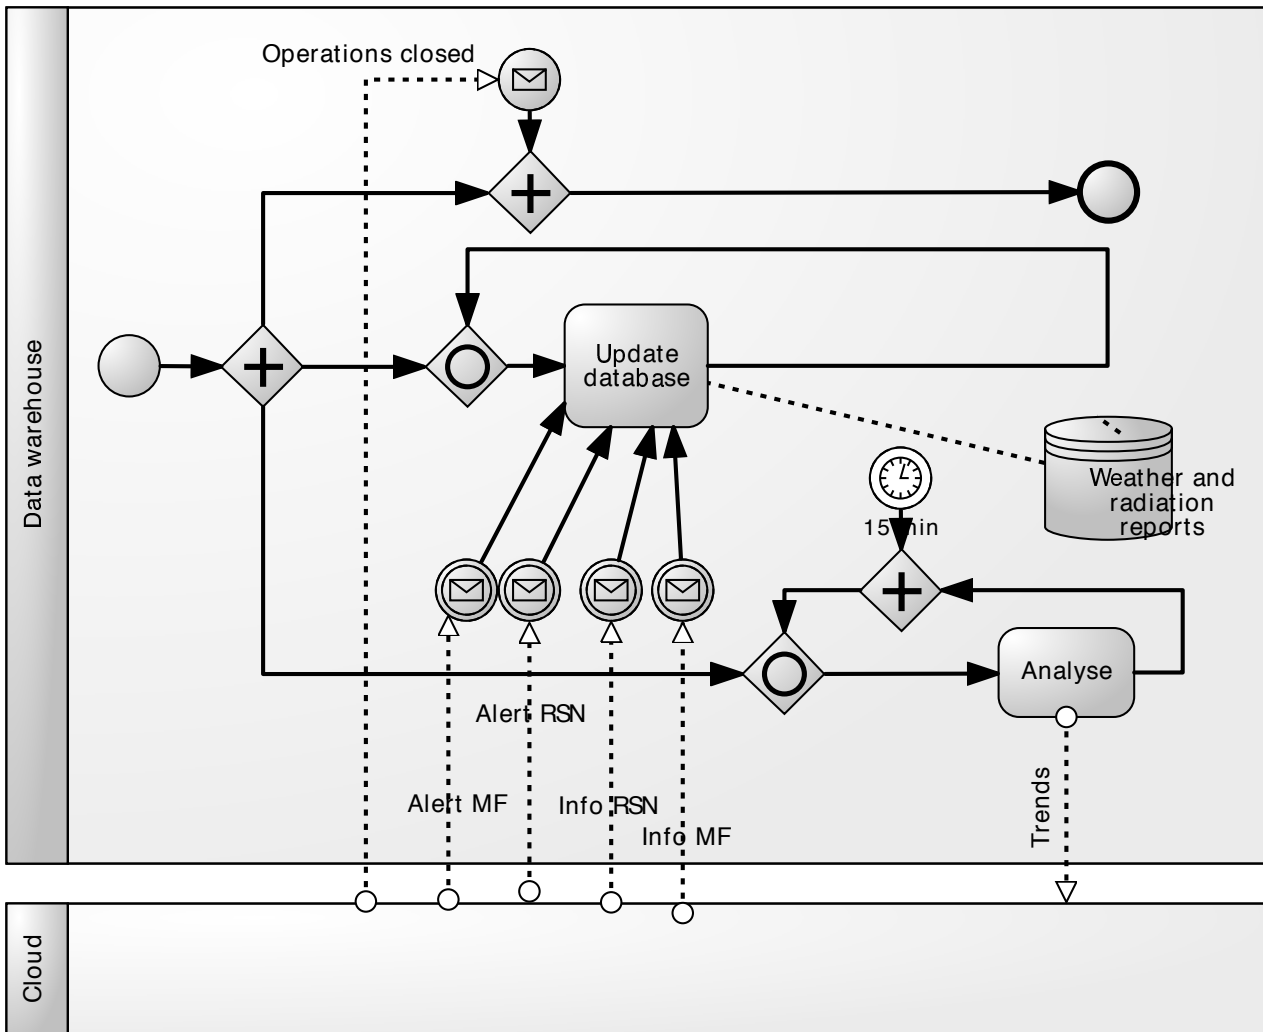 Operations closed
Data warehouse
Update
database
Weather and
radiation
reports
15 min
Analyse
Alert RSN
Alert MF
Info RSN
Info MF
Trends
Cloud